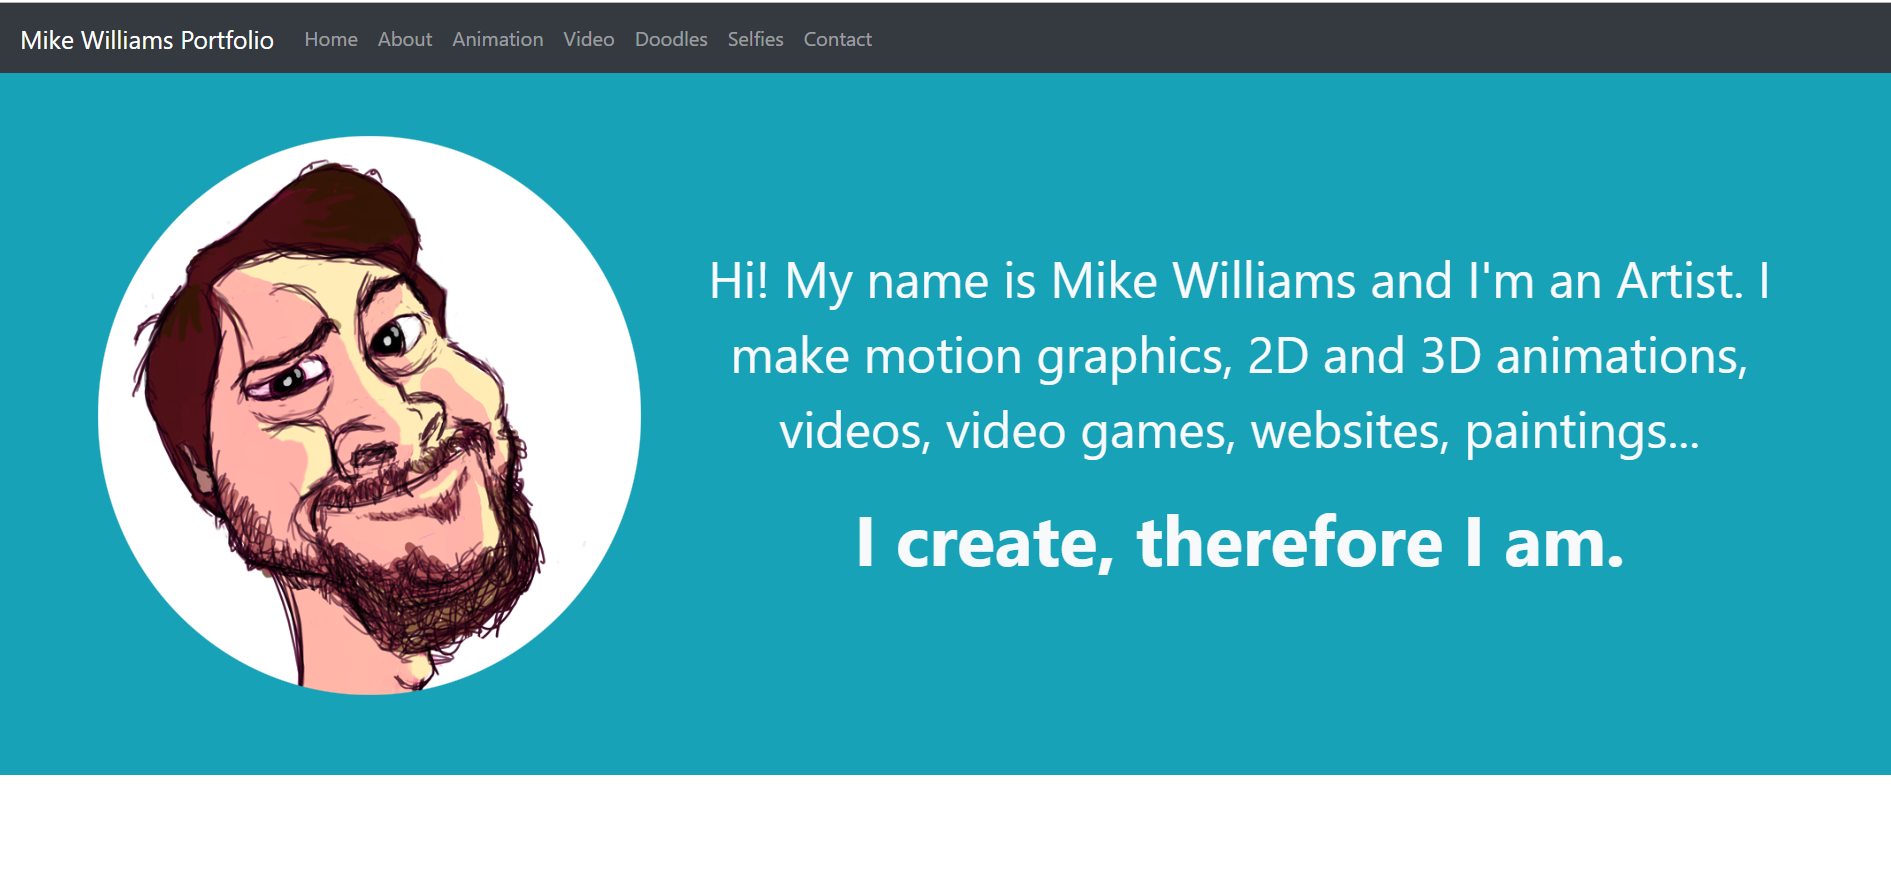 Mike Williams Portfolio Home About Animation Video Doodles Selfies Contact
Hi! My name is Mike Williams and I'm an Artist. I
make motion graphics, 2D and 3D animations,
videos, video games, websites, paintings...
I create, therefore I am.